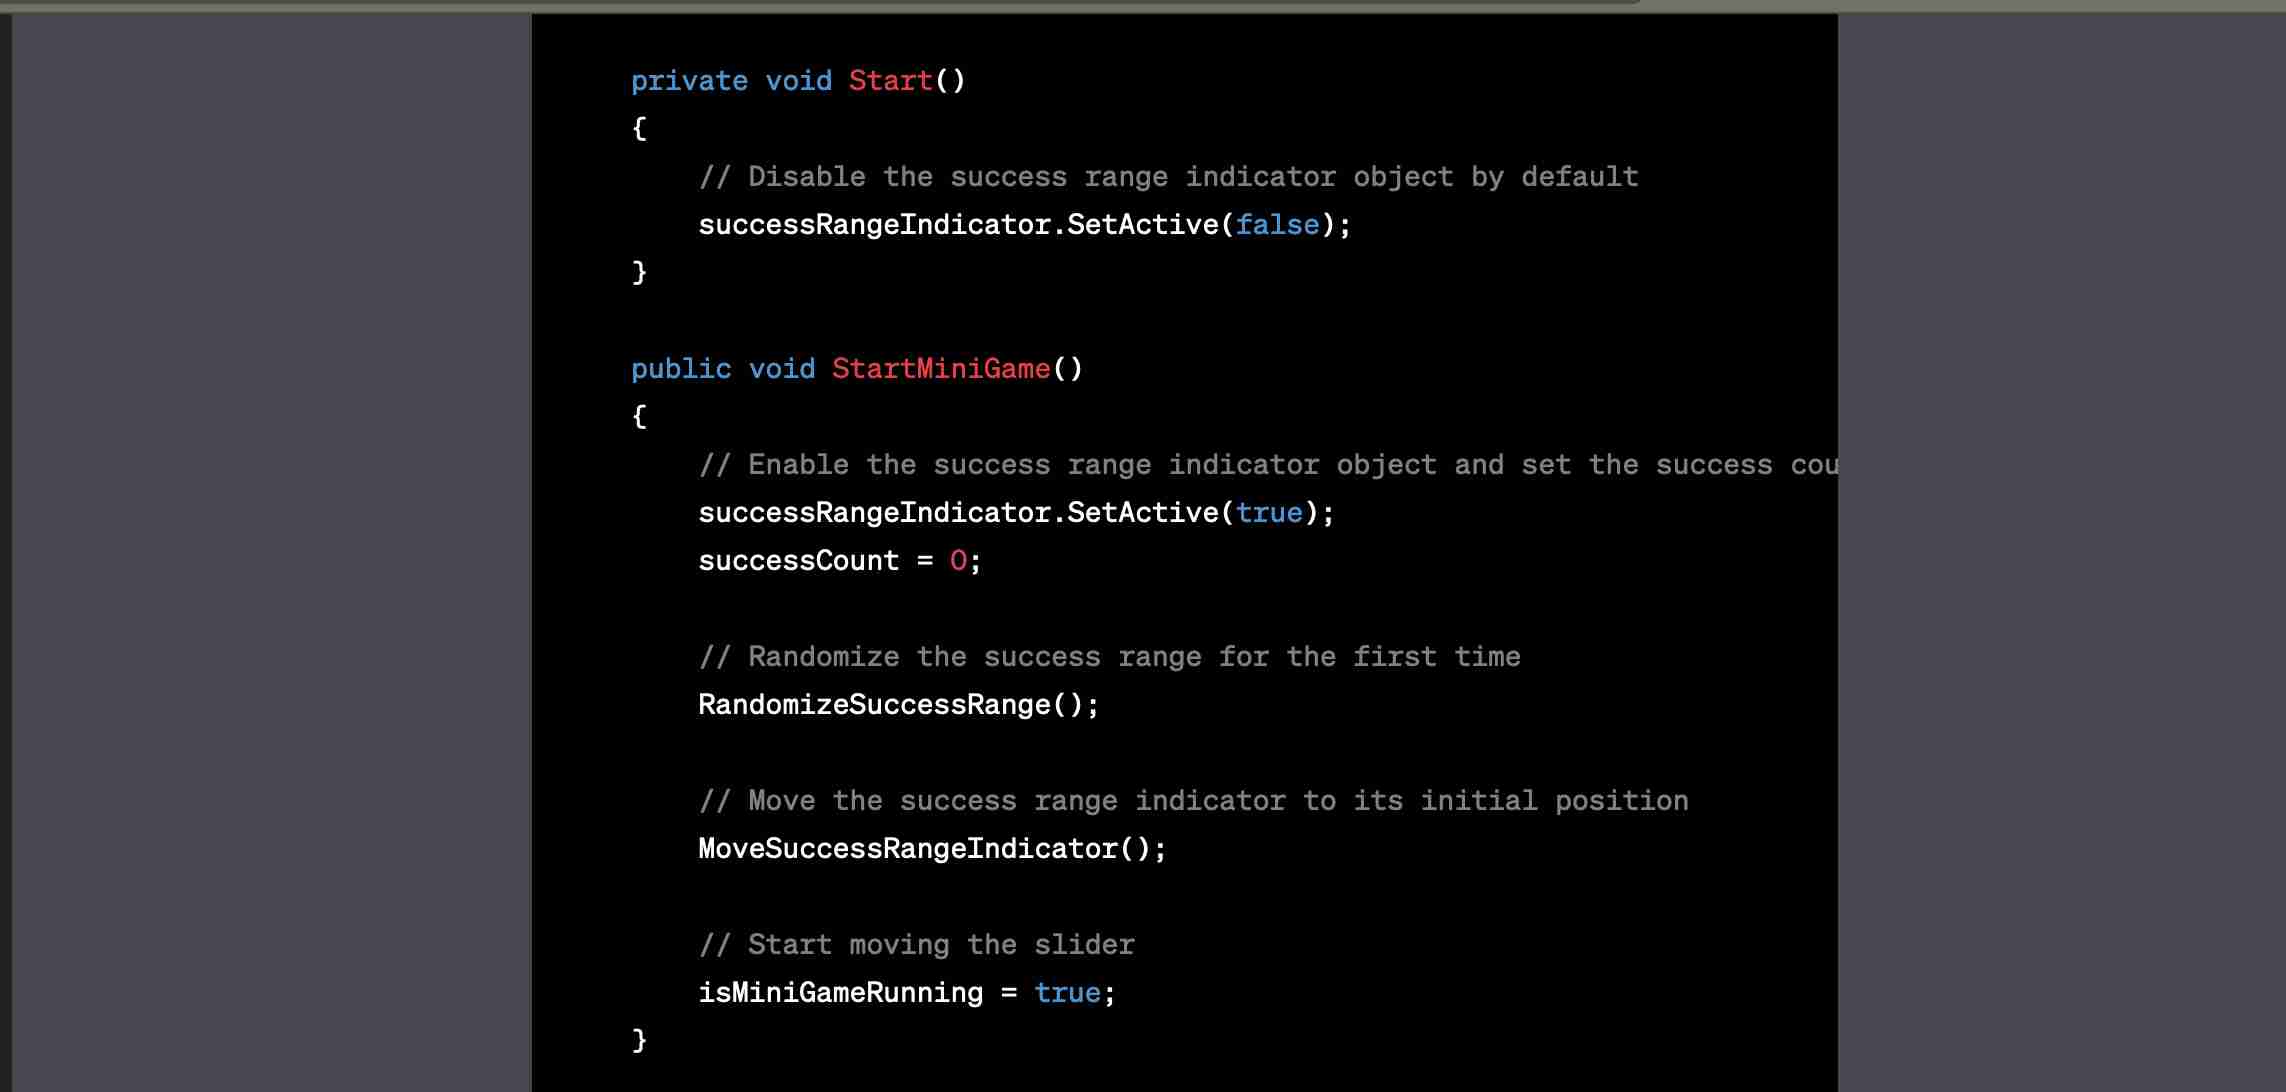 private void Start()
{
    // Disable the success range indicator object by default
    successRangeIndicator.SetActive(false);
}

public void StartMiniGame()
{
    // Enable the success range indicator object and set the success
    successRangeIndicator.SetActive(true);
    successCount = 0;

    // Randomize the success range for the first time
    RandomizeSuccessRange();

    // Move the success range indicator to its initial position
    MoveSuccessRangeIndicator();

    // Start moving the slider
    isMiniGameRunning = true;
}